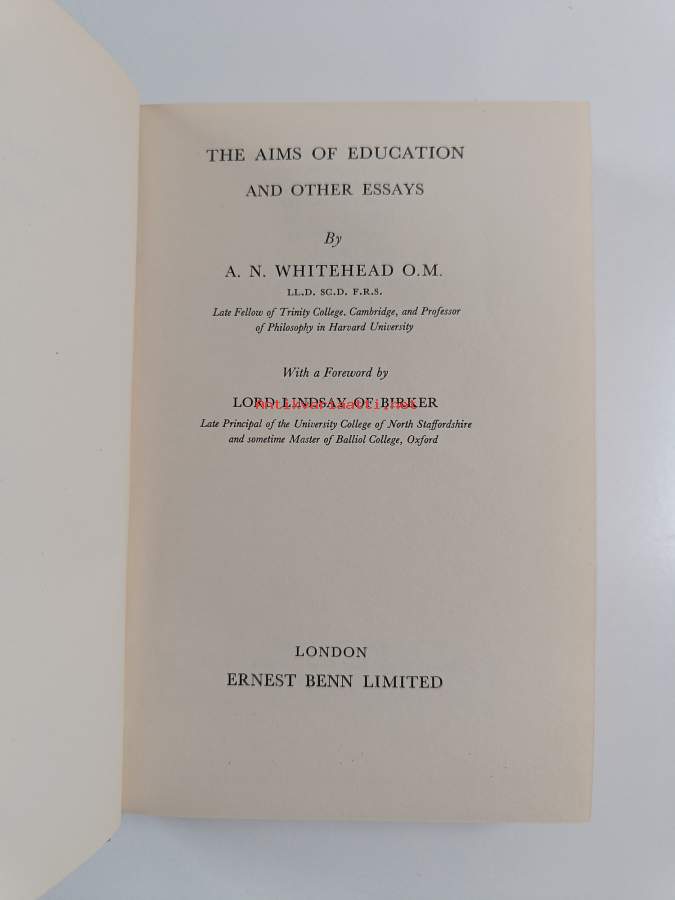 THE AIMS OF EDUCATION
AND OTHER ESSAYS
By
A. N. WHITEHEAD O.M.
LL.D. SC.D. F.R.S.
Late Fellow of Trinity College, Cambridge, and Professor
of Philosophy in Harvard University
With a Foreword by
LORD LINDSAY OF BIRKER
antikvariaatti.net
Late Principal of the University College of North Staffordshire
and sometime Master of Balliol College, Oxford
LONDON
ERNEST BENN LIMITED